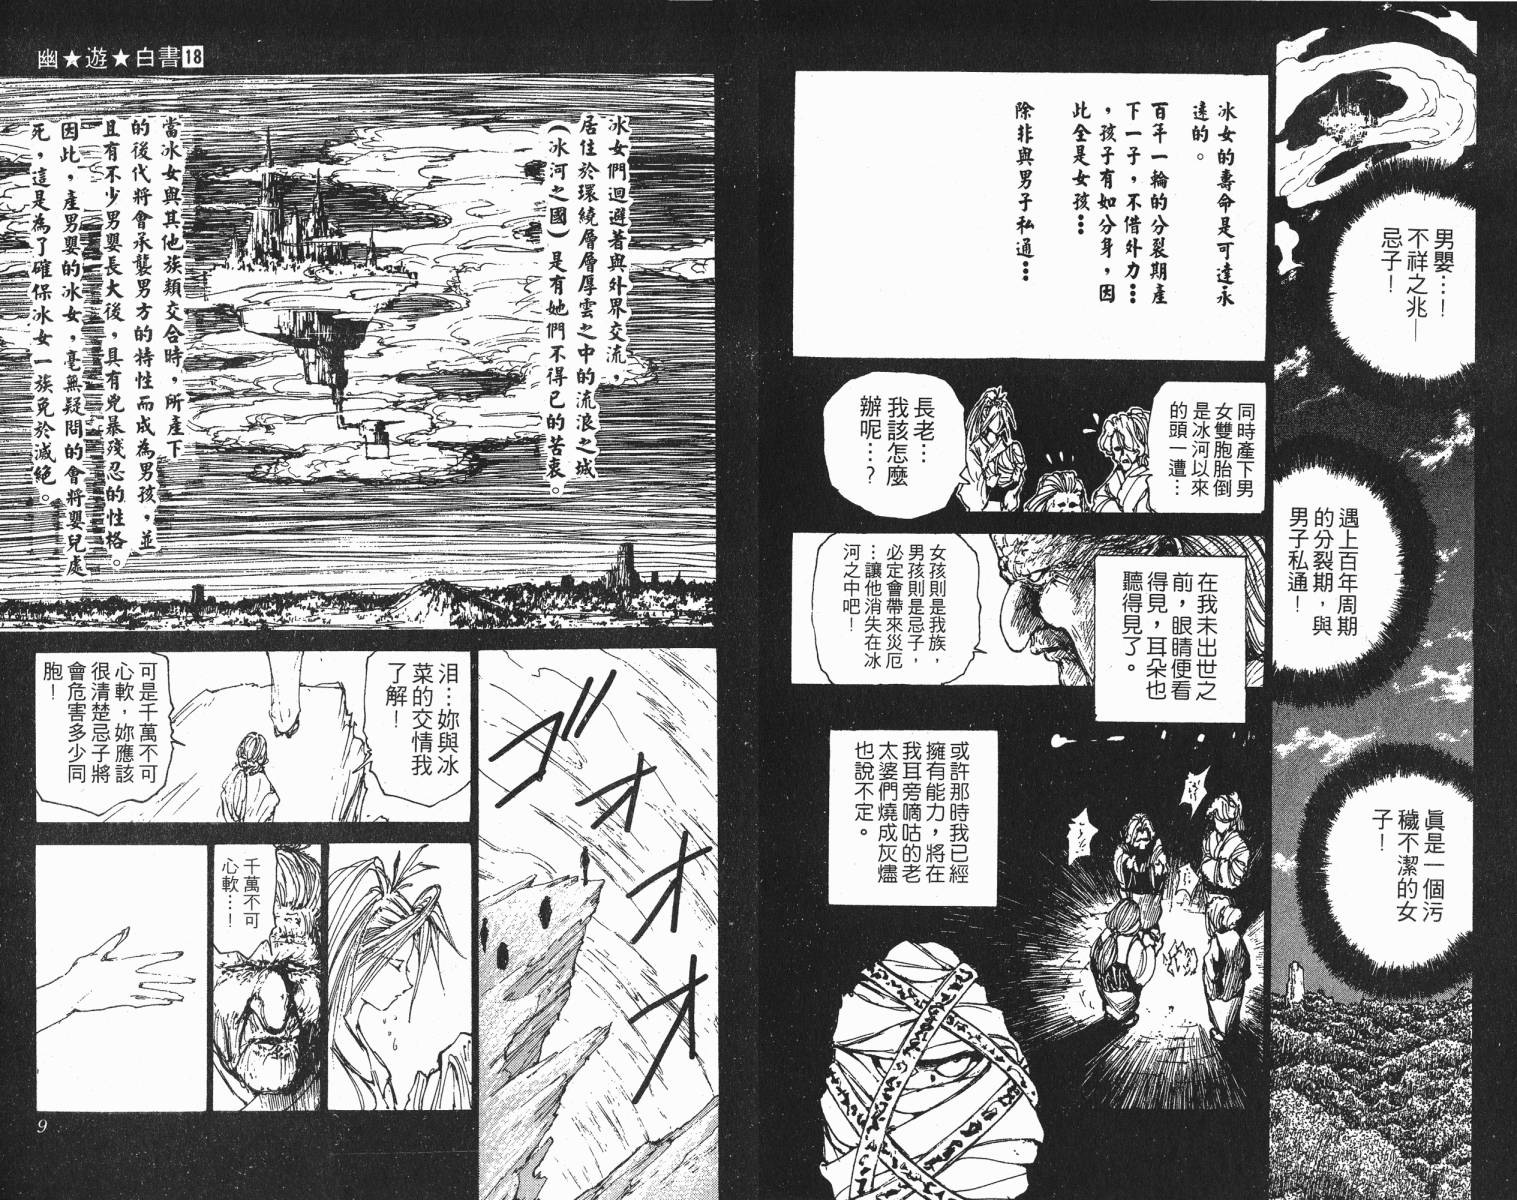 男嬰…！
不祥之兆—
忌子！
遇上百年周期
的分裂期，與
男子私通！
真是一個污
穢不潔的女
子！
冰女的壽命是可達永
遠的。
百年一輪的分裂期產
下一子，不借外力…
，孩子有如分身，因
此全是女孩…
除非與男子私通…
同時產下男
女雙胞胎倒
是冰河以來
的頭一遭…
長老…
我該怎麼
辦呢…？
在我未出世之
前，眼睛便看
得見，耳朵也
聽得見了。
女孩則是我族，
男孩則是忌子，
必定會帶來災厄
…讓他消失在冰
河之中吧！
或許那時我已經
擁有能力，將在
我耳旁嘀咕的老
太婆們燒成灰燼
也說不定。
幽★遊★白書18
冰女們迴避著與外界交流，
居住於環繞層層厚雲之中的流浪之城
（冰河之國）是有她們不得已的苦衷。
當冰女與其他族類交合時，所產下
的後代將會承襲男方的特性而成為男孩，並
且有不少男嬰長大後，具有兇暴殘忍的性格。
因此，產男嬰的冰女，毫無疑問的會將嬰兒處
死，這是為了確保冰女一族免於滅絕。
オオオオ
泪…妳與冰
菜的交情我
了解！
可是千萬不可
心軟，妳應該
很清楚忌子將
會危害多少同
胞！
千萬不可
心軟…！
9